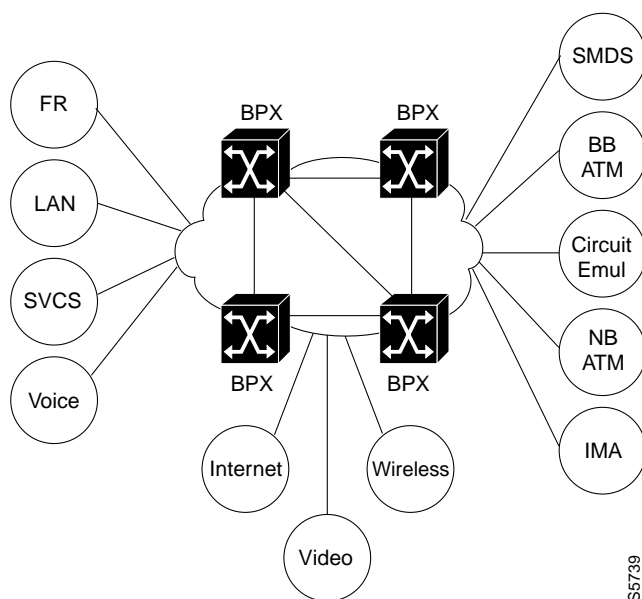 FR
LAN
SVCS
Voice
BPX
BPX
BPX
BPX
Internet
Video
Wireless
SMDS
BB
ATM
Circuit
Emul
NB
ATM
IMA
S5739